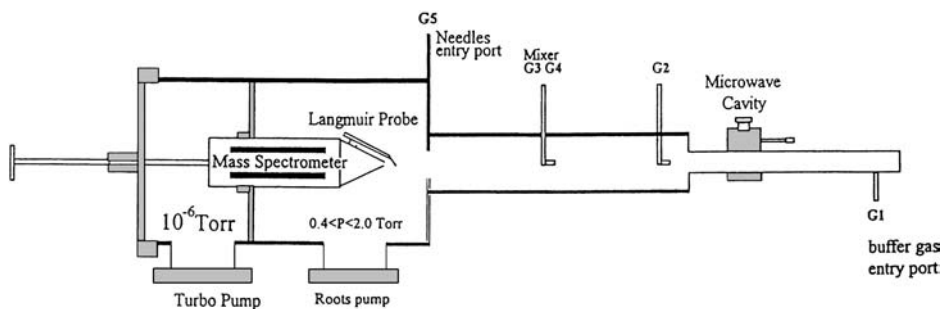 G5
Needles
entry port
Mixer
G3 G4
G2
Microwave
Cavity
Langmuir Probe
Mass Spectrometer
10⁻⁶Torr
0.4<P<2.0 Torr
G1
buffer gas
entry port:
Turbo Pump
Roots pump